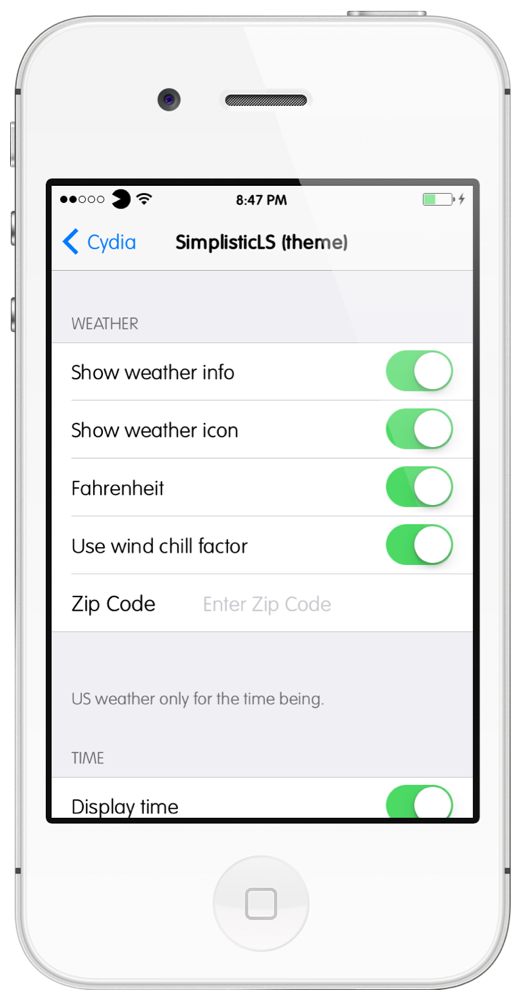 8:47 PM
Cydia SimplisticLS (theme)
WEATHER
Show weather info
Show weather icon
Fahrenheit
Use wind chill factor
Zip Code Enter Zip Code
US weather only for the time being.
TIME
Display time